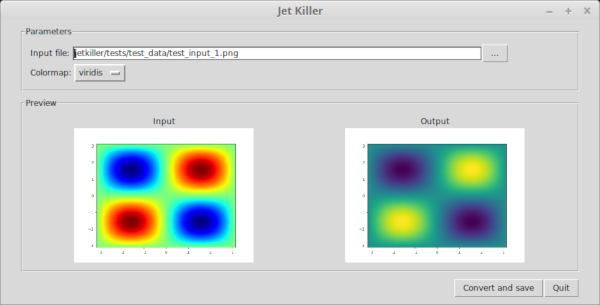 Jet Killer
Parameters
Input file: jetkiller/tests/test_data/test_input_1.png ...
Colormap: viridis
Preview
Input Output
Convert and save Quit